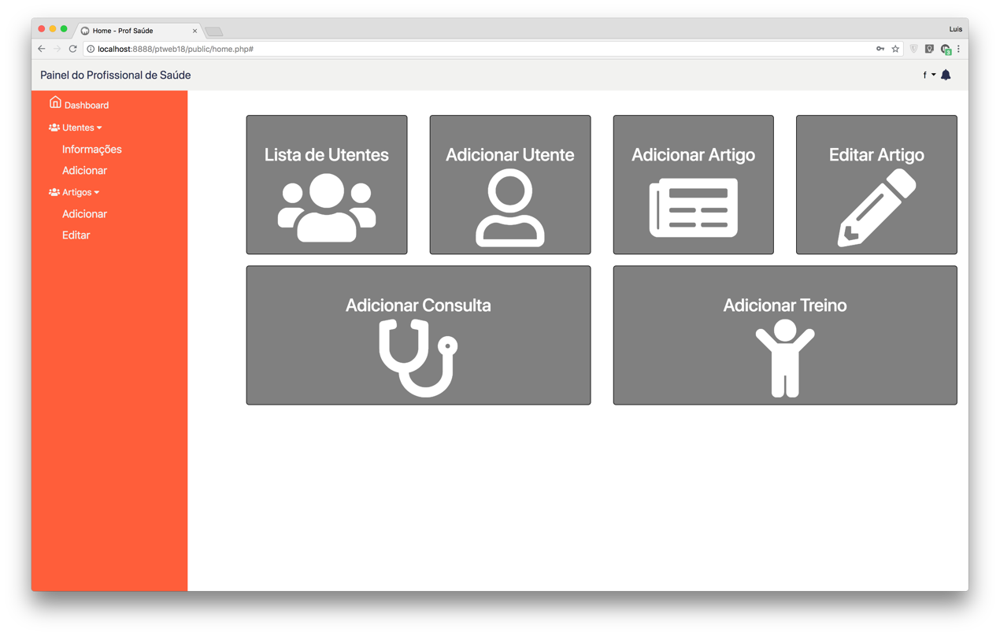 Home - Prof Saúde
Luis
localhost:8888/ptweb18/public/home.php#
3
Painel do Profissional de Saúde
f
Dashboard
Utentes
Informações
Adicionar
Artigos
Adicionar
Editar
Lista de Utentes
Adicionar Utente
Adicionar Artigo
Editar Artigo
Adicionar Consulta
Adicionar Treino